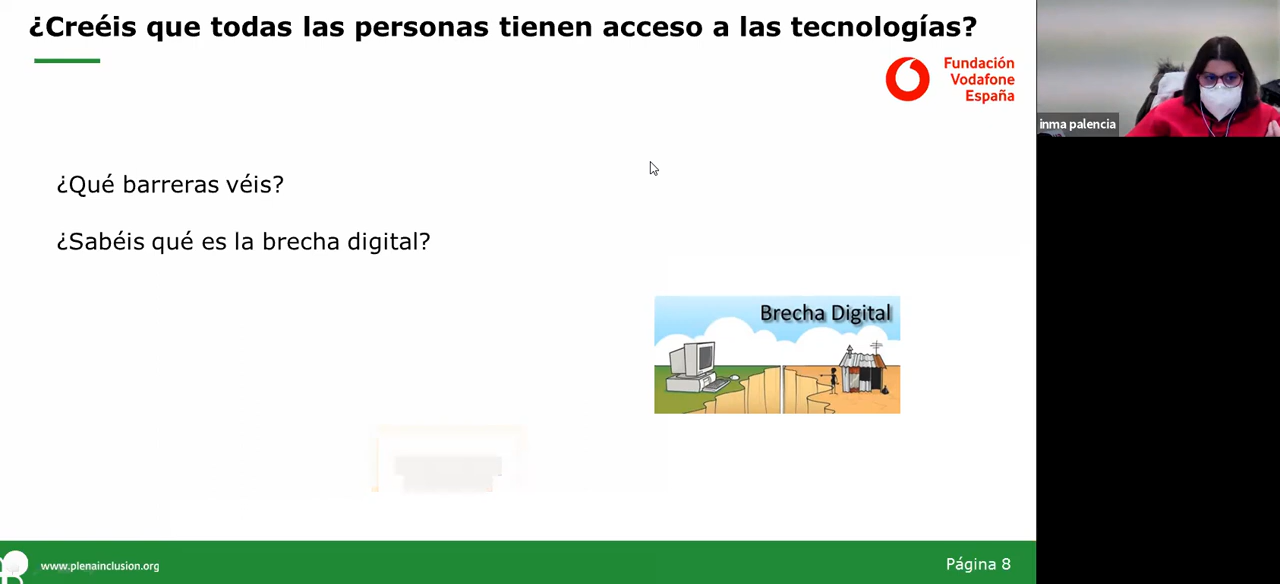 ¿Creéis que todas las personas tienen acceso a las tecnologías?
Fundación
Vodafone
España
inma palencia
¿Qué barreras véis?
¿Sabéis qué es la brecha digital?
Brecha Digital
www.plenainclusion.org
Página 8